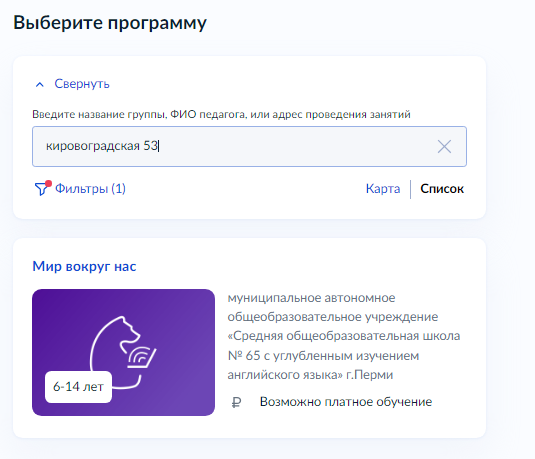 Выберите программу
Свернуть
Введите название группы, ФИО педагога, или адрес проведения занятий
кировоградская 53
Фильтры (1)
Карта
Список
Мир вокруг нас
муниципальное автономное
общеобразовательное учреждение
«Средняя общеобразовательная школа
№ 65 с углубленным изучением
английского языка» г.Перми
6-14 лет
₽ Возможно платное обучение